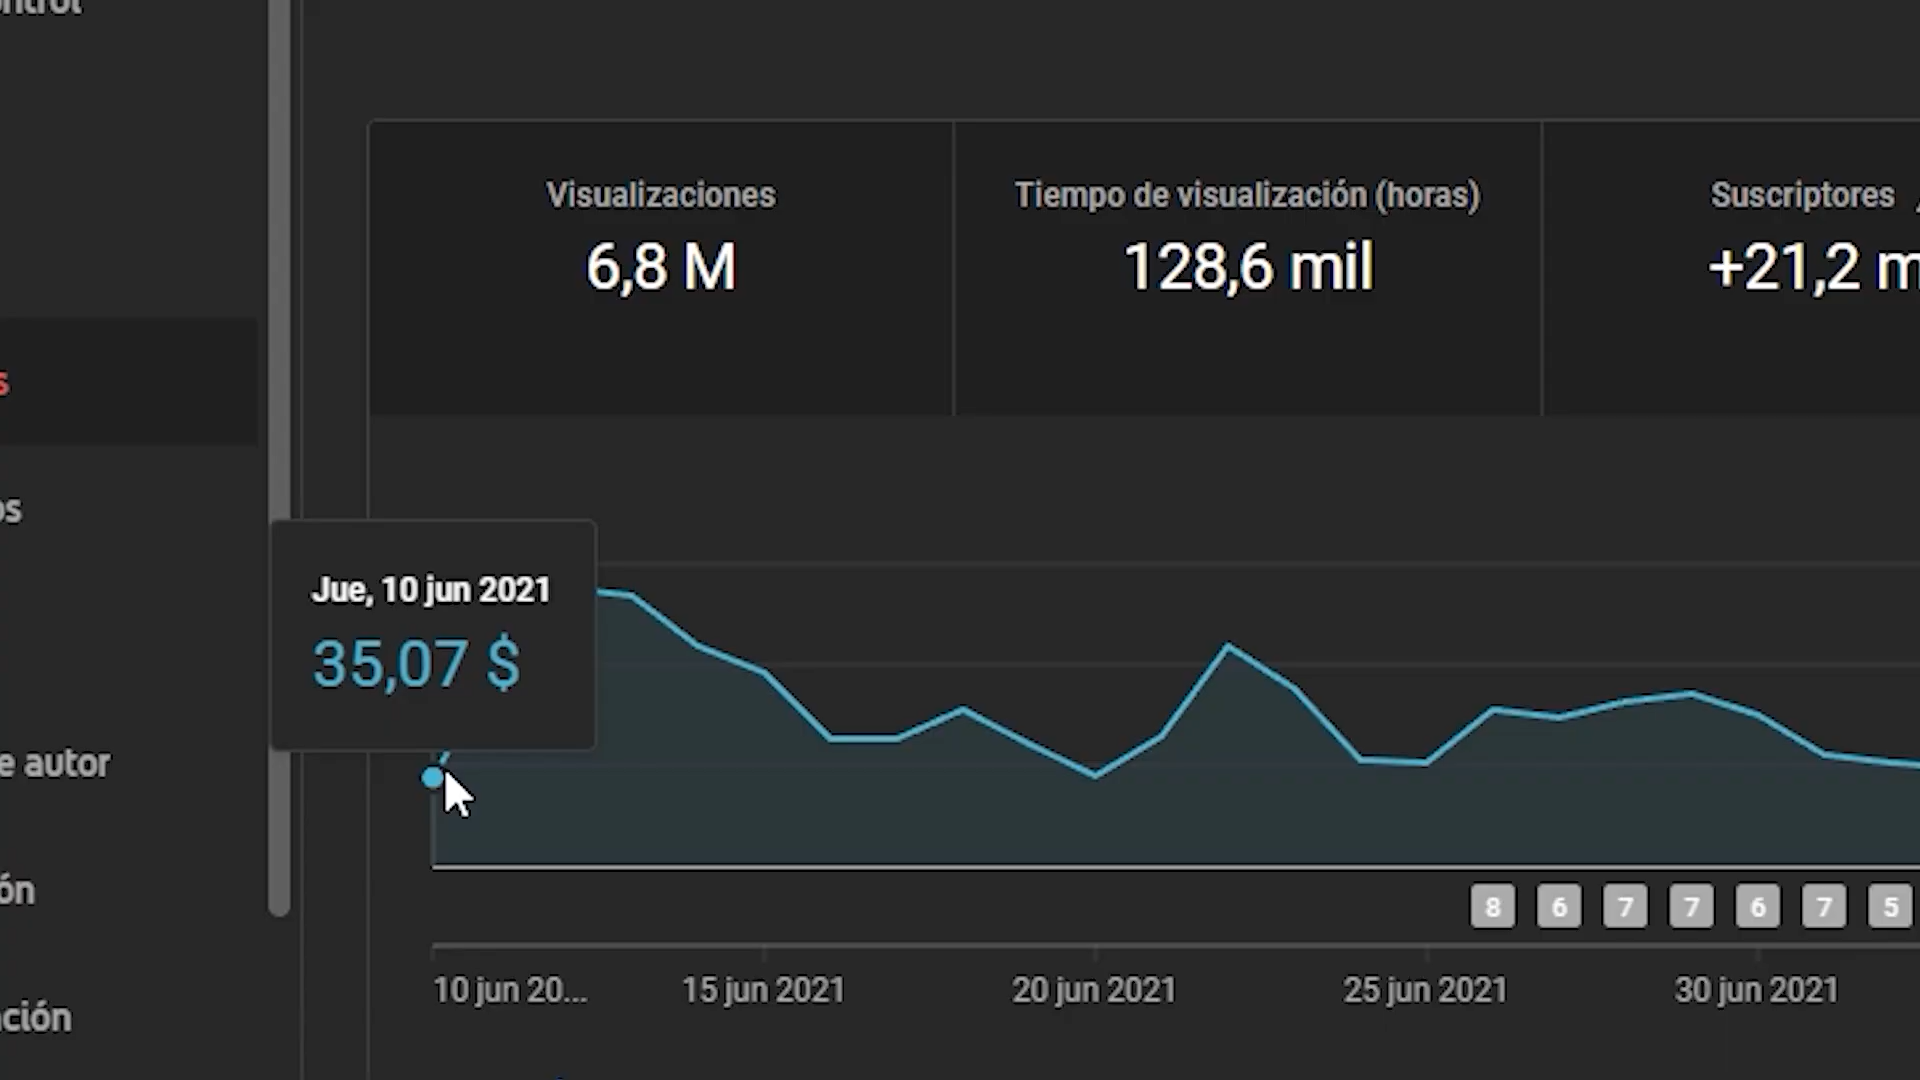 Visualizaciones
6,8 M
Tiempo de visualización (horas)
128,6 mil
Suscriptores
+21,2 m
s
os
Jue, 10 jun 2021
35,07 $
e autor
ón
ción
8 6 7 7 6 7 5
10 jun 20... 15 jun 2021 20 jun 2021 25 jun 2021 30 jun 2021